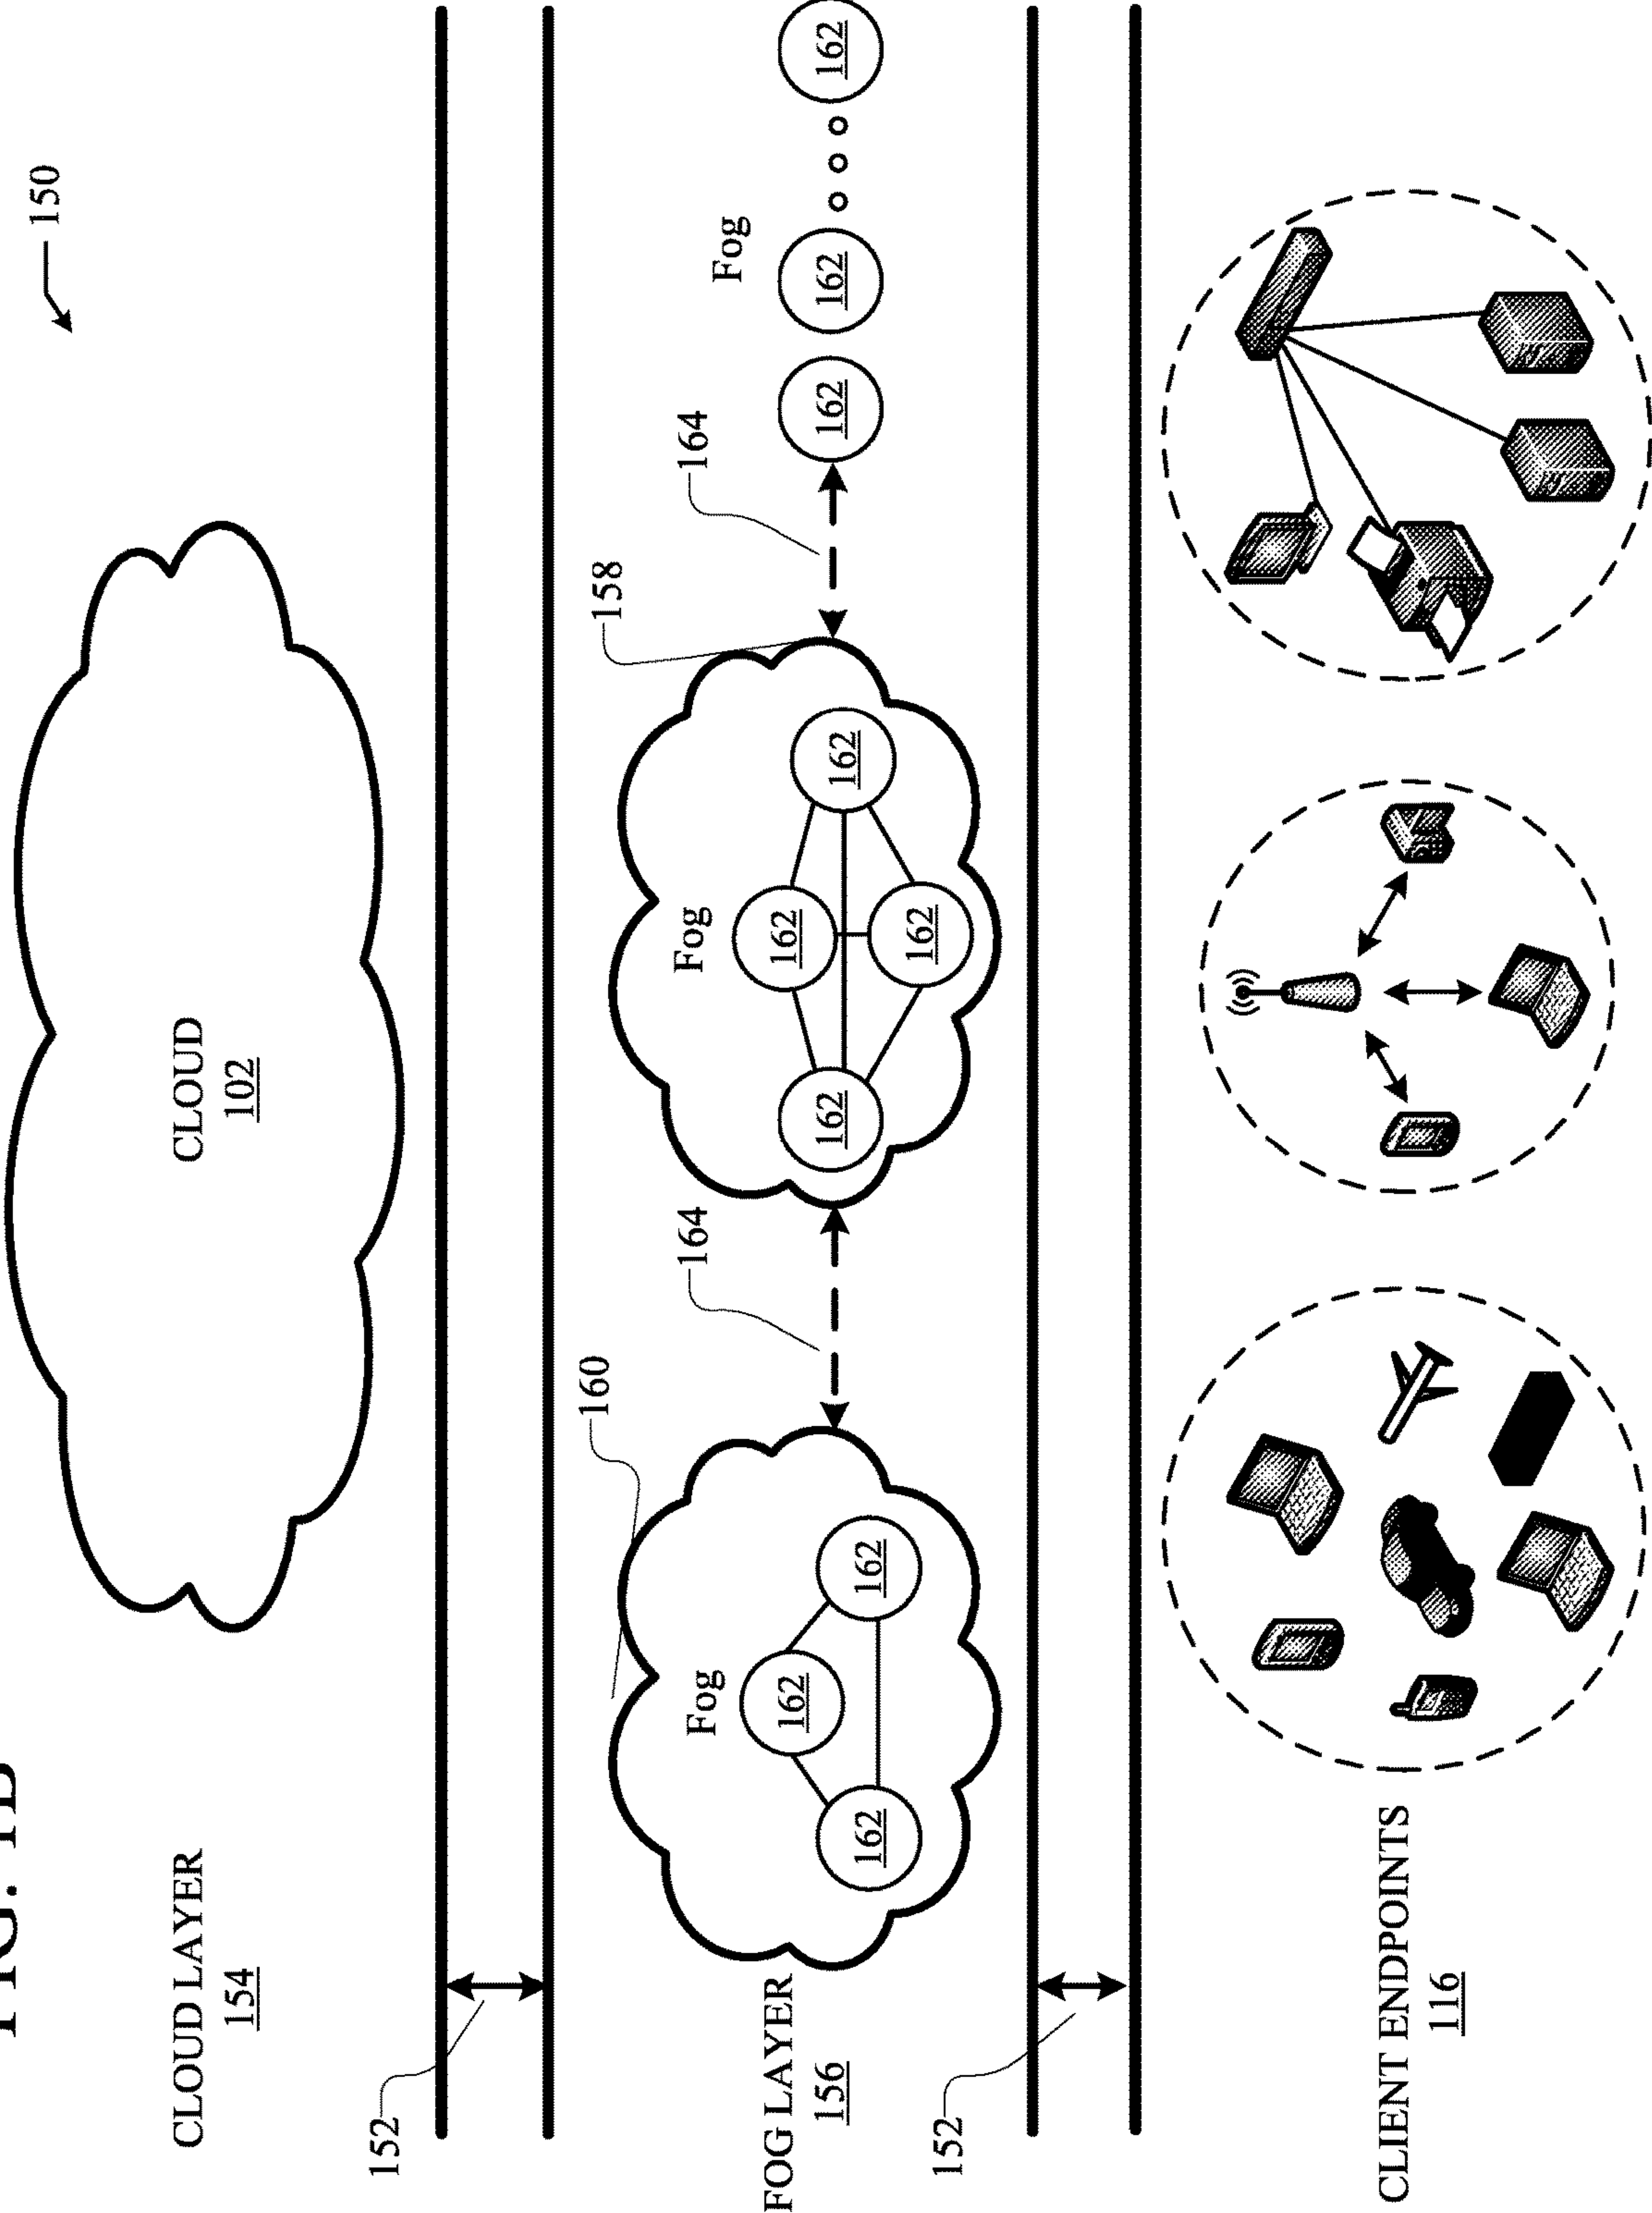 FIG. 1B
150
CLOUD LAYER
154
CLOUD
102
152
160
164
158
164
FOG LAYER
156
Fog
162
162
162
Fog
162
162
162
162
Fog
162
162
162
152
CLIENT ENDPOINTS
116